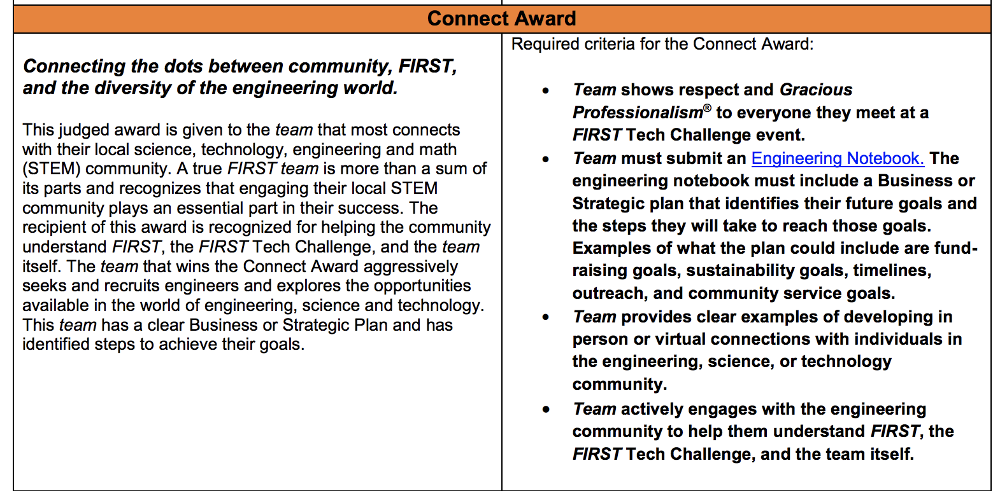 Connect Award
Connecting the dots between community, FIRST,
and the diversity of the engineering world.
This judged award is given to the team that most connects
with their local science, technology, engineering and math
(STEM) community. A true FIRST team is more than a sum of
its parts and recognizes that engaging their local STEM
community plays an essential part in their success. The
recipient of this award is recognized for helping the community
understand FIRST, the FIRST Tech Challenge, and the team
itself. The team that wins the Connect Award aggressively
seeks and recruits engineers and explores the opportunities
available in the world of engineering, science and technology.
This team has a clear Business or Strategic Plan and has
identified steps to achieve their goals.
Required criteria for the Connect Award:
• Team shows respect and Gracious
Professionalism® to everyone they meet at a
FIRST Tech Challenge event.
• Team must submit an Engineering Notebook. The
engineering notebook must include a Business or
Strategic plan that identifies their future goals and
the steps they will take to reach those goals.
Examples of what the plan could include are fund-
raising goals, sustainability goals, timelines,
outreach, and community service goals.
• Team provides clear examples of developing in
person or virtual connections with individuals in
the engineering, science, or technology
community.
• Team actively engages with the engineering
community to help them understand FIRST, the
FIRST Tech Challenge, and the team itself.